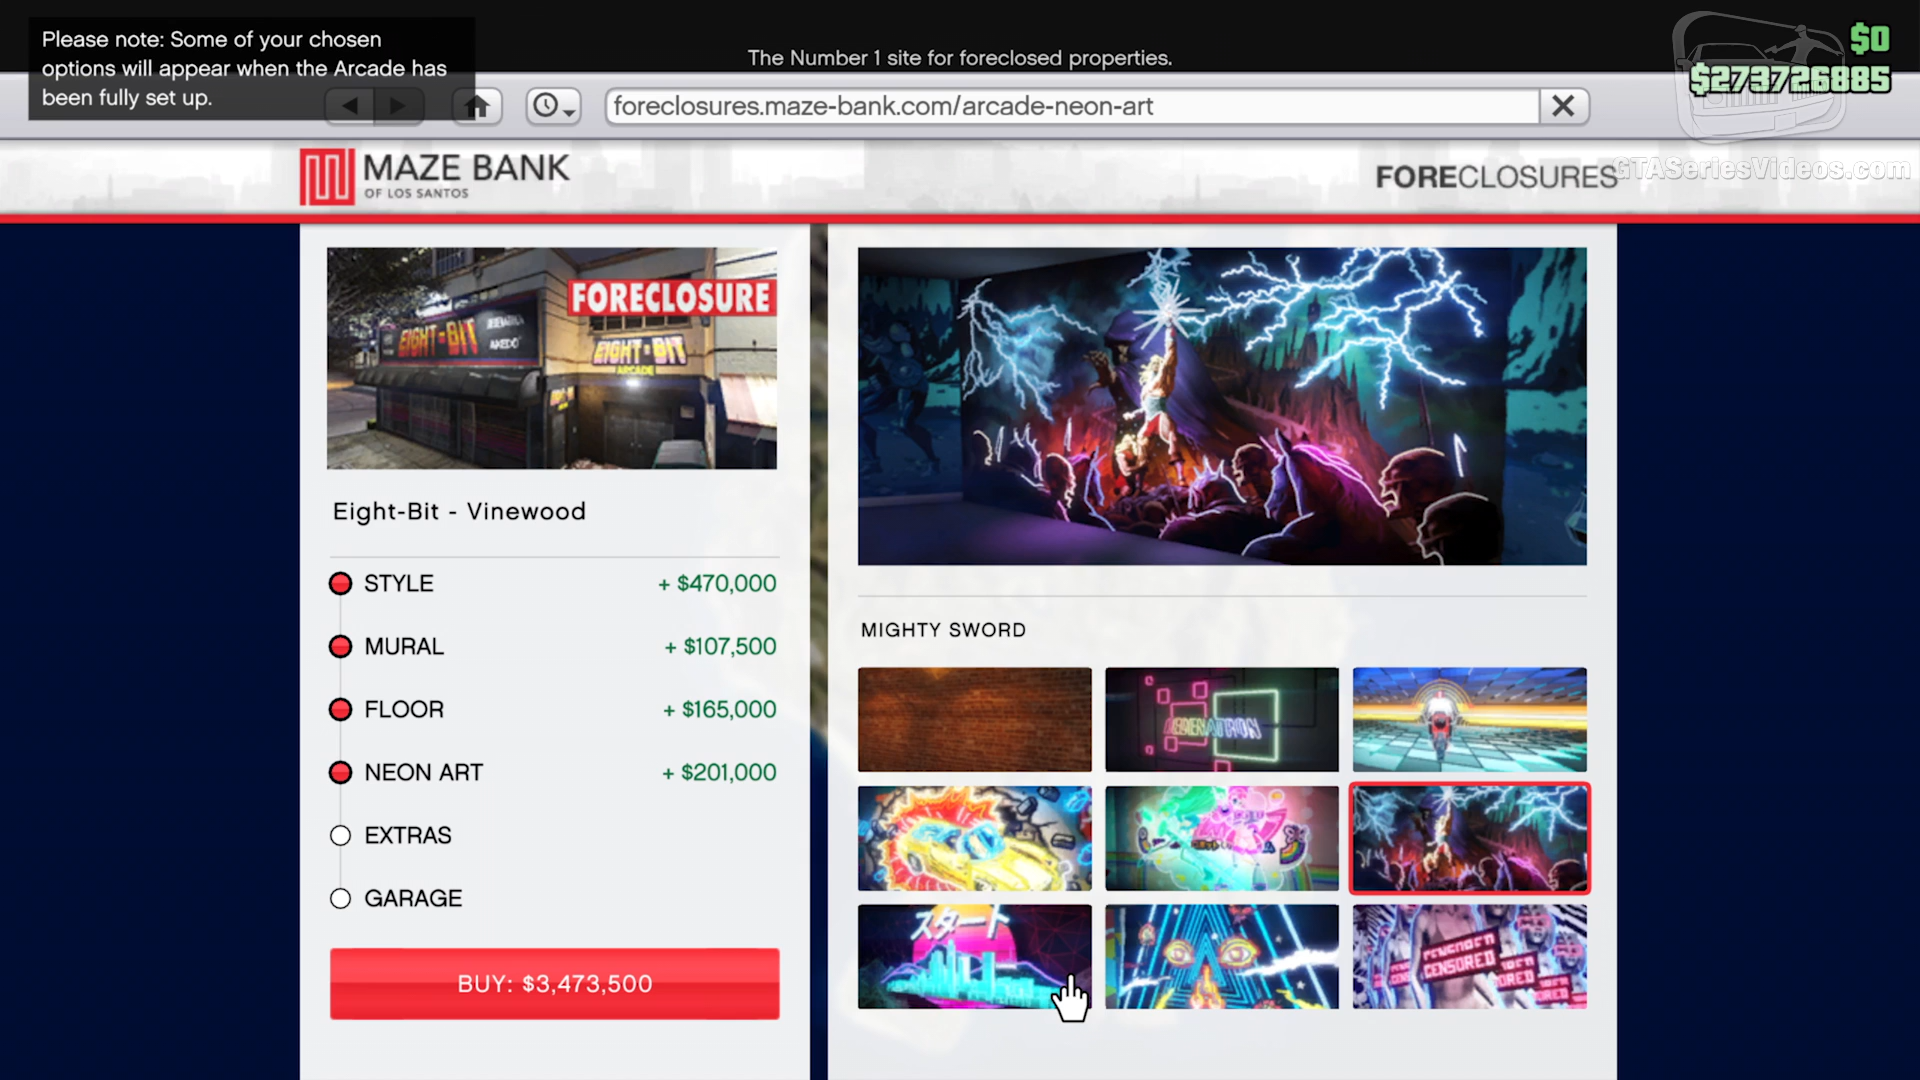 Please note: Some of your chosen
options will appear when the Arcade has
been fully set up.
The Number 1 site for foreclosed properties.
$0
$273726885
foreclosures.maze-bank.com/arcade-neon-art
MAZE BANK
OF LOS SANTOS
FORECLOSURES
GTASeriesVideos.com
FORECLOSURE
EIGHT-BIT
EIGHT-BIT
ARCADE
Eight-Bit - Vinewood
STYLE + $470,000
MURAL + $107,500
FLOOR + $165,000
NEON ART + $201,000
EXTRAS
GARAGE
BUY: $3,473,500
MIGHTY SWORD
スタート
CENSORED